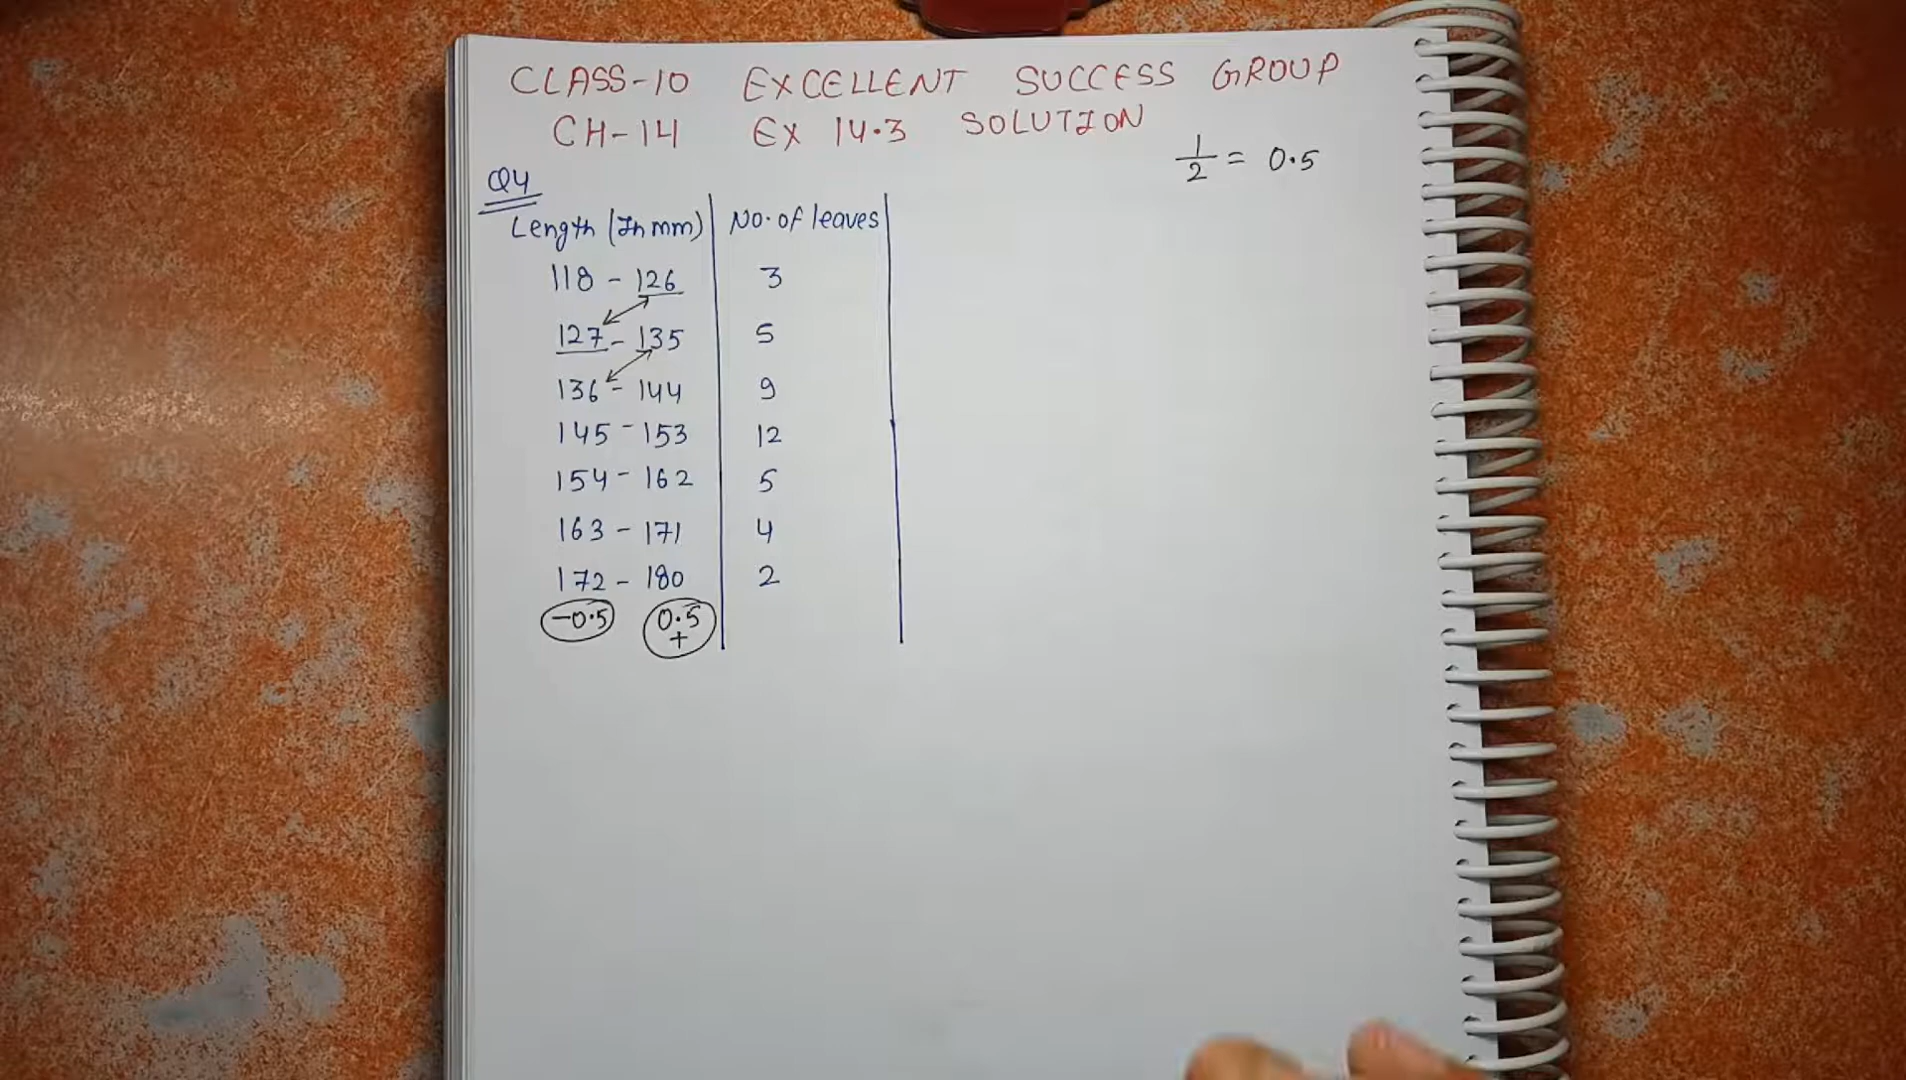 CLASS-10 EXCELLENT SUCCESS GROUP
CH-14 EX 14.3 SOLUTION
1/2 = 0.5
Q4
Length (In mm) No. of leaves
118 - 126 3
127 - 135 5
136 - 144 9
145 - 153 12
154 - 162 5
163 - 171 4
172 - 180 2
-0.5 0.5
+